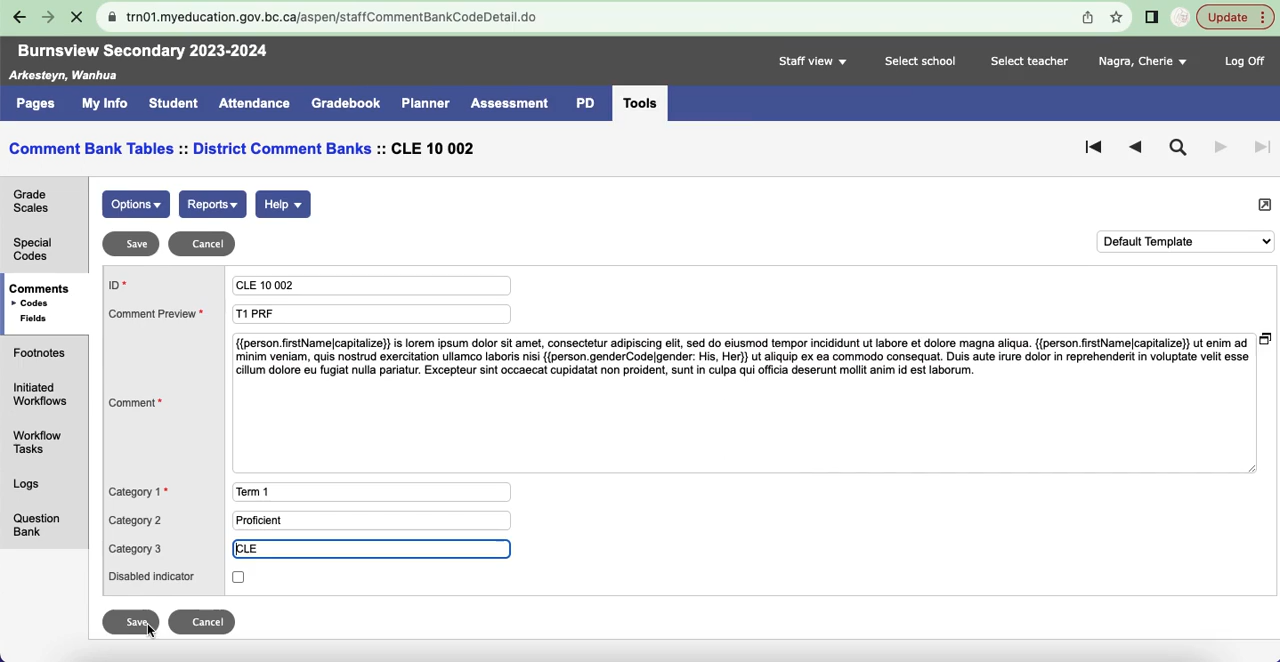 trn01.myeducation.gov.bc.ca/aspen/staffCommentBankCodeDetail.do
Update
Burnsview Secondary 2023-2024
Arkesteyn, Wanhua
Staff view
Select school
Select teacher
Nagra, Cherie
Log Off
Pages
My Info
Student
Attendance
Gradebook
Planner
Assessment
PD
Tools
Comment Bank Tables :: District Comment Banks :: CLE 10 002
Grade
Scales
Special
Codes
Comments
Codes
Fields
Footnotes
Initiated
Workflows
Workflow
Tasks
Logs
Question
Bank
Options
Reports
Help
Save
Cancel
Default Template
ID *
CLE 10 002
Comment Preview *
T1 PRF
Comment *
{{person.firstName|capitalize}} is lorem ipsum dolor sit amet, consectetur adipiscing elit, sed do eiusmod tempor incididunt ut labore et dolore magna aliqua. {{person.firstName|capitalize}} ut enim ad
minim veniam, quis nostrud exercitation ullamco laboris nisi {{person.genderCode|gender: His, Her}} ut aliquip ex ea commodo consequat. Duis aute irure dolor in reprehenderit in voluptate velit esse
cillum dolore eu fugiat nulla pariatur. Excepteur sint occaecat cupidatat non proident, sunt in culpa qui officia deserunt mollit anim id est laborum.
Category 1 *
Term 1
Category 2
Proficient
Category 3
CLE
Disabled indicator
Save
Cancel